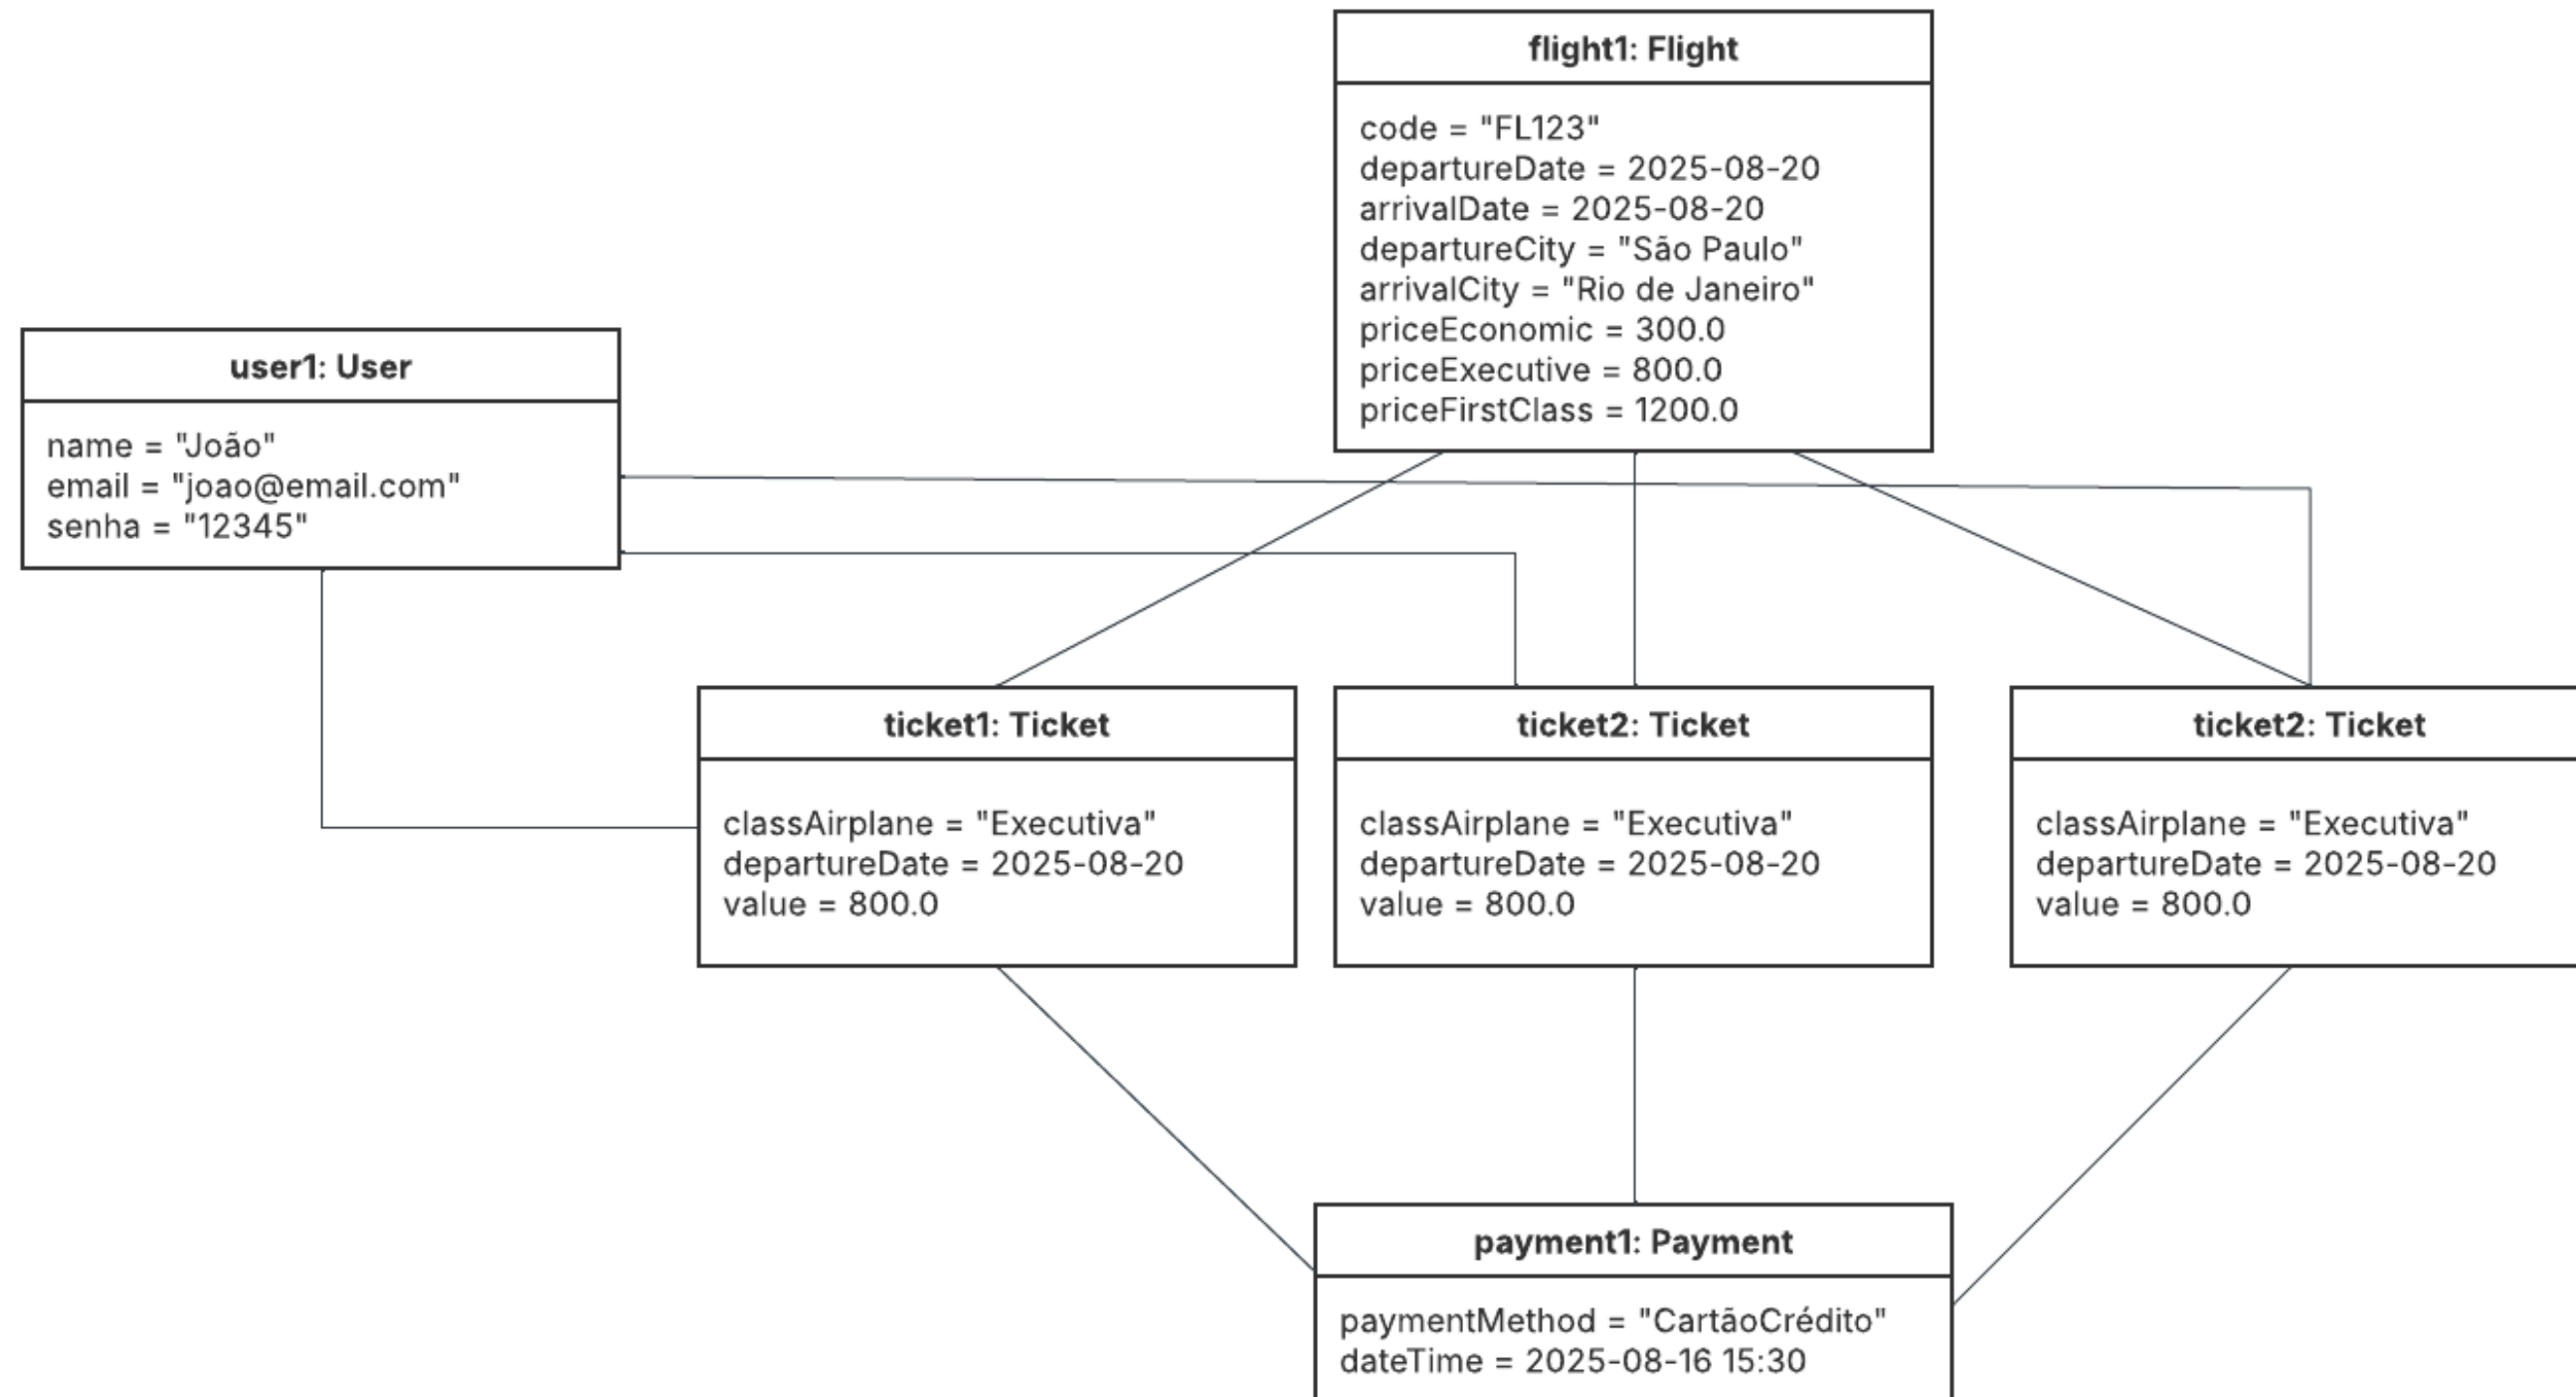 flight1: Flight
code = "FL123"
departureDate = 2025-08-20
arrivalDate = 2025-08-20
departureCity = "São Paulo"
arrivalCity = "Rio de Janeiro"
priceEconomic = 300.0
priceExecutive = 800.0
priceFirstClass = 1200.0
user1: User
name = "João"
email = "joao@email.com"
senha = "12345"
ticket1: Ticket
classAirplane = "Executiva"
departureDate = 2025-08-20
value = 800.0
ticket2: Ticket
classAirplane = "Executiva"
departureDate = 2025-08-20
value = 800.0
ticket2: Ticket
classAirplane = "Executiva"
departureDate = 2025-08-20
value = 800.0
payment1: Payment
paymentMethod = "CartãoCrédito"
dateTime = 2025-08-16 15:30